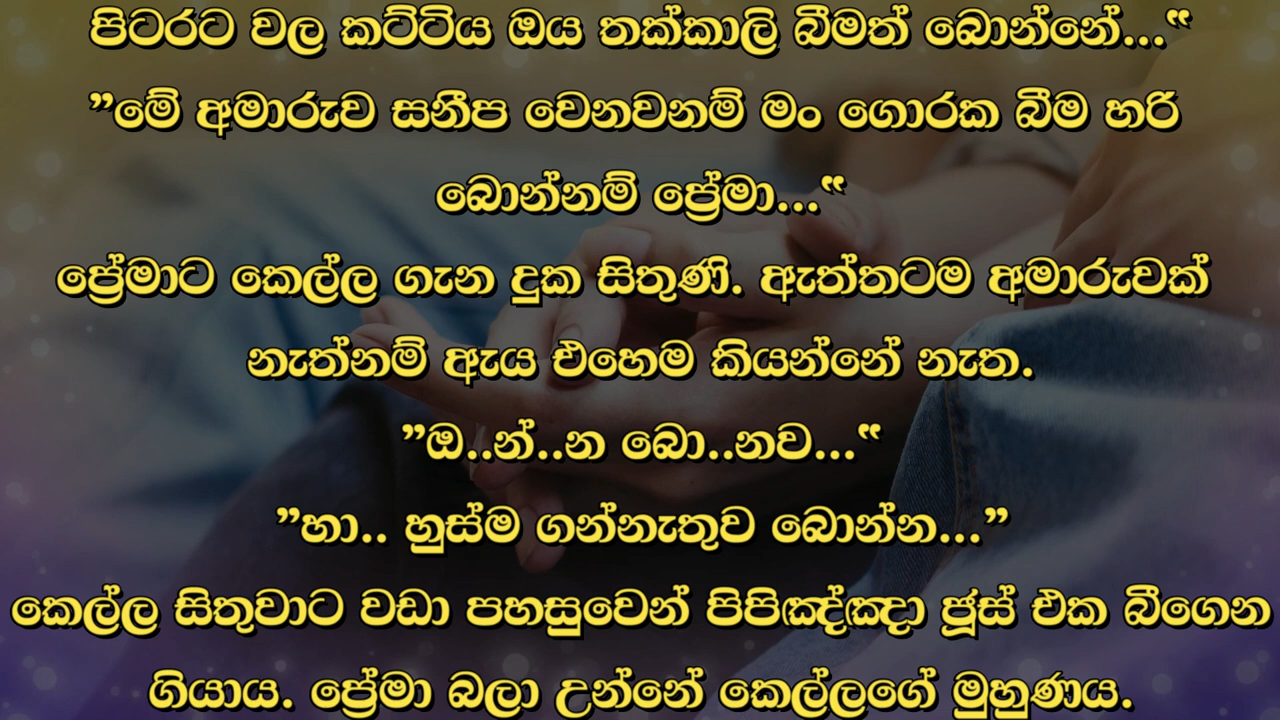 පිටරට වල කට්ටිය ඔය තක්කාලි බීමත් බොන්නේ...‟
”මේ අමාරුව සනීප වෙනවනම් මං ගොරක බීම හරි
බොන්නම් ප්‍රේමා...‟
ප්‍රේමාට කෙල්ල ගැන දුක සිතුණි. ඇත්තටම අමාරුවක්
නැත්නම් ඇය එහෙම කියන්නේ නැත.
”ඔ..න්..න බො..නව...‟
”හා.. හුස්ම ගන්නැතුව බොන්න...”
කෙල්ල සිතුවාට වඩා පහසුවෙන් පිපිඤ්ඤා ජූස් එක බීගෙන
ගියාය. ප්‍රේමා බලා උන්නේ කෙල්ලගේ මුහුණය.